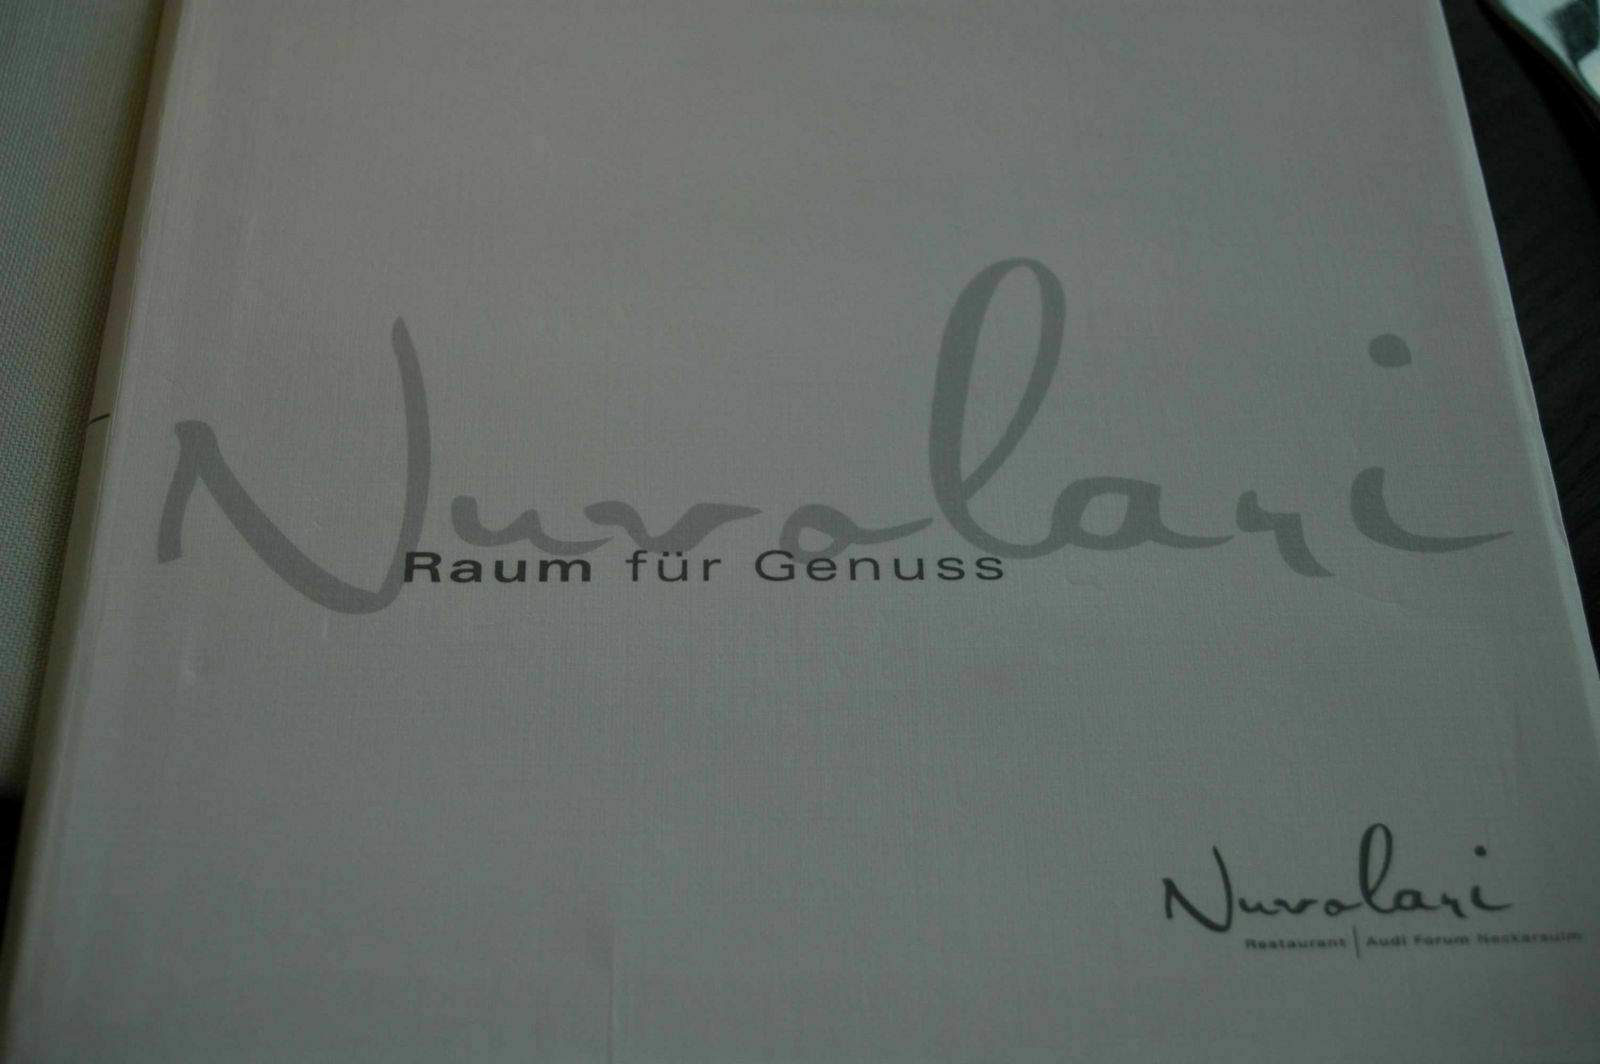 Nuvolari
Raum für Genuss
Nuvolari
Restaurant | Audi Forum Neckarsulm